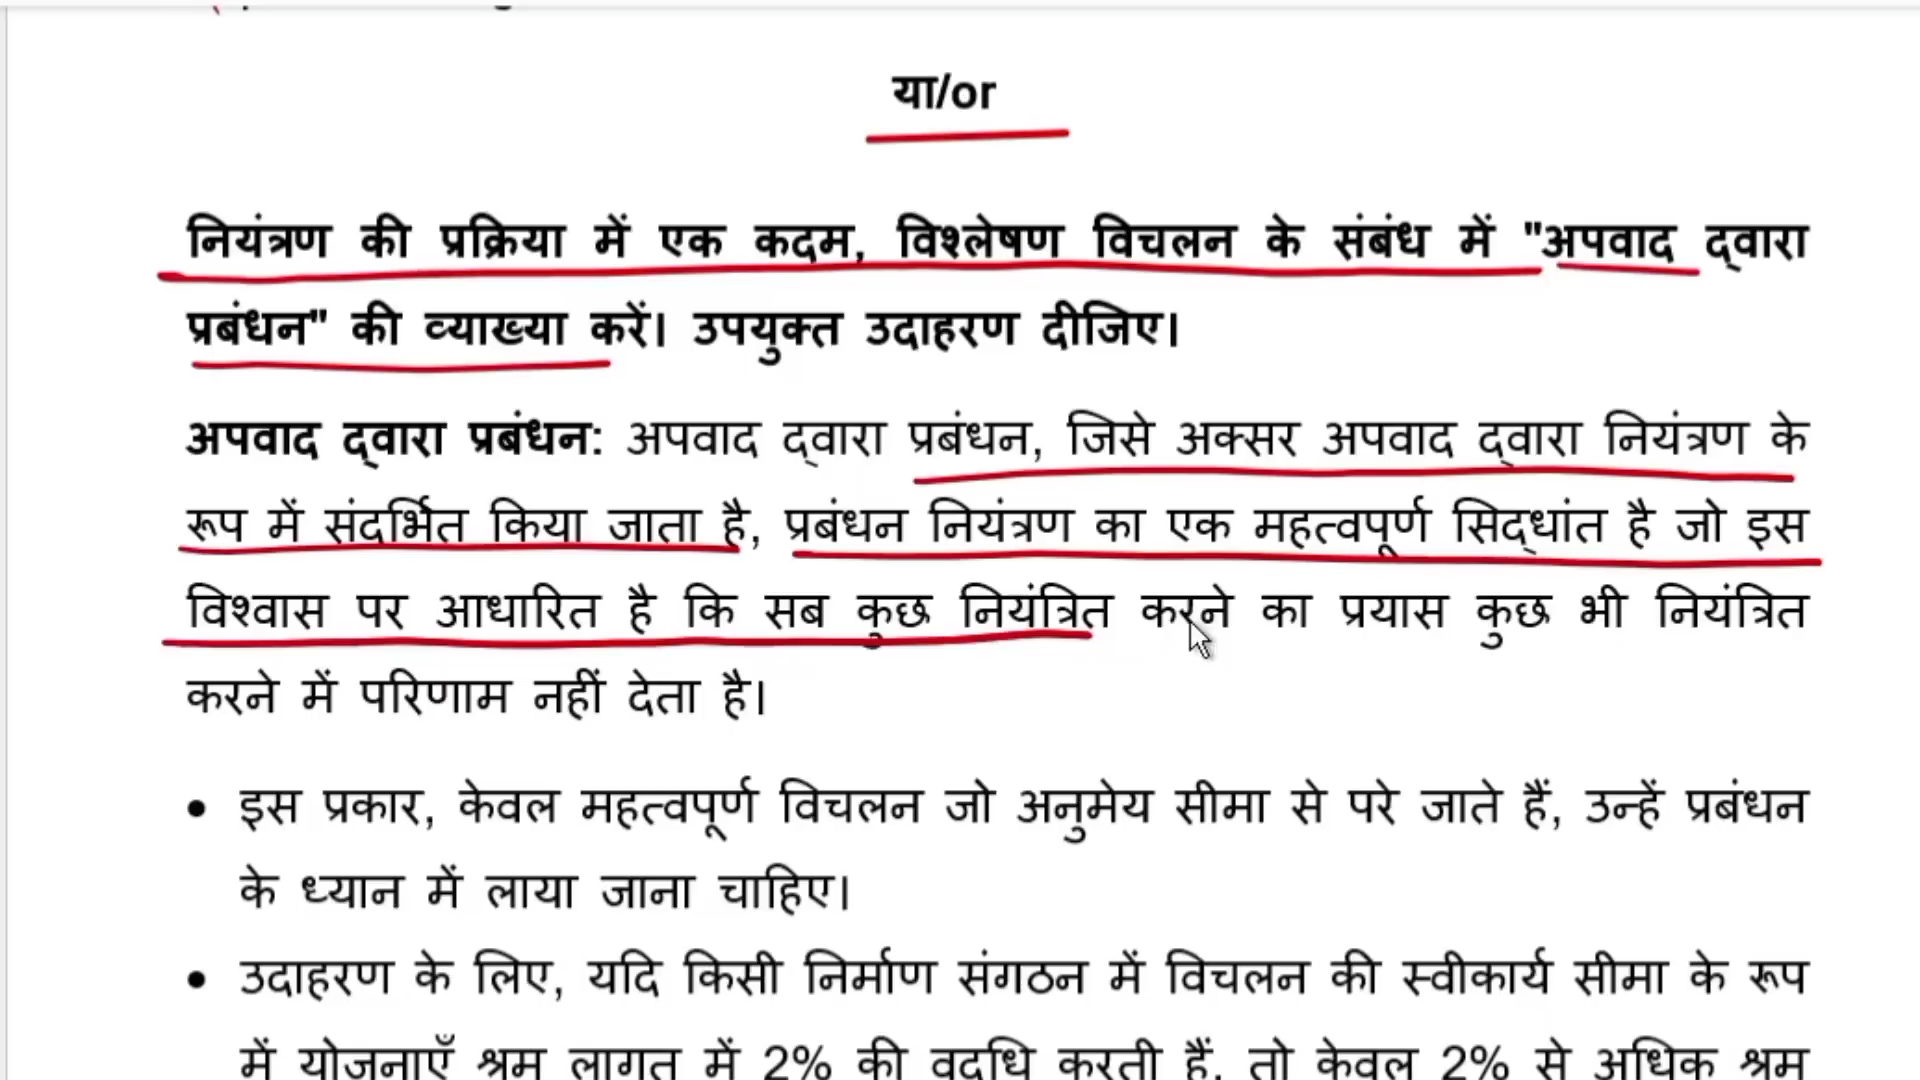 या/or
नियंत्रण की प्रक्रिया में एक कदम, विश्लेषण विचलन के संबंध में "अपवाद द्वारा
प्रबंधन" की व्याख्या करें। उपयुक्त उदाहरण दीजिए।
अपवाद द्वारा प्रबंधन: अपवाद द्वारा प्रबंधन, जिसे अक्सर अपवाद द्वारा नियंत्रण के
रूप में संदर्भित किया जाता है, प्रबंधन नियंत्रण का एक महत्वपूर्ण सिद्धांत है जो इस
विश्वास पर आधारित है कि सब कुछ नियंत्रित करने का प्रयास कुछ भी नियंत्रित
करने में परिणाम नहीं देता है।
• इस प्रकार, केवल महत्वपूर्ण विचलन जो अनुमेय सीमा से परे जाते हैं, उन्हें प्रबंधन
के ध्यान में लाया जाना चाहिए।
• उदाहरण के लिए, यदि किसी निर्माण संगठन में विचलन की स्वीकार्य सीमा के रूप
में योजनाएँ श्रम लागत में 2% की वृद्धि करती हैं, तो केवल 2% से अधिक श्रम